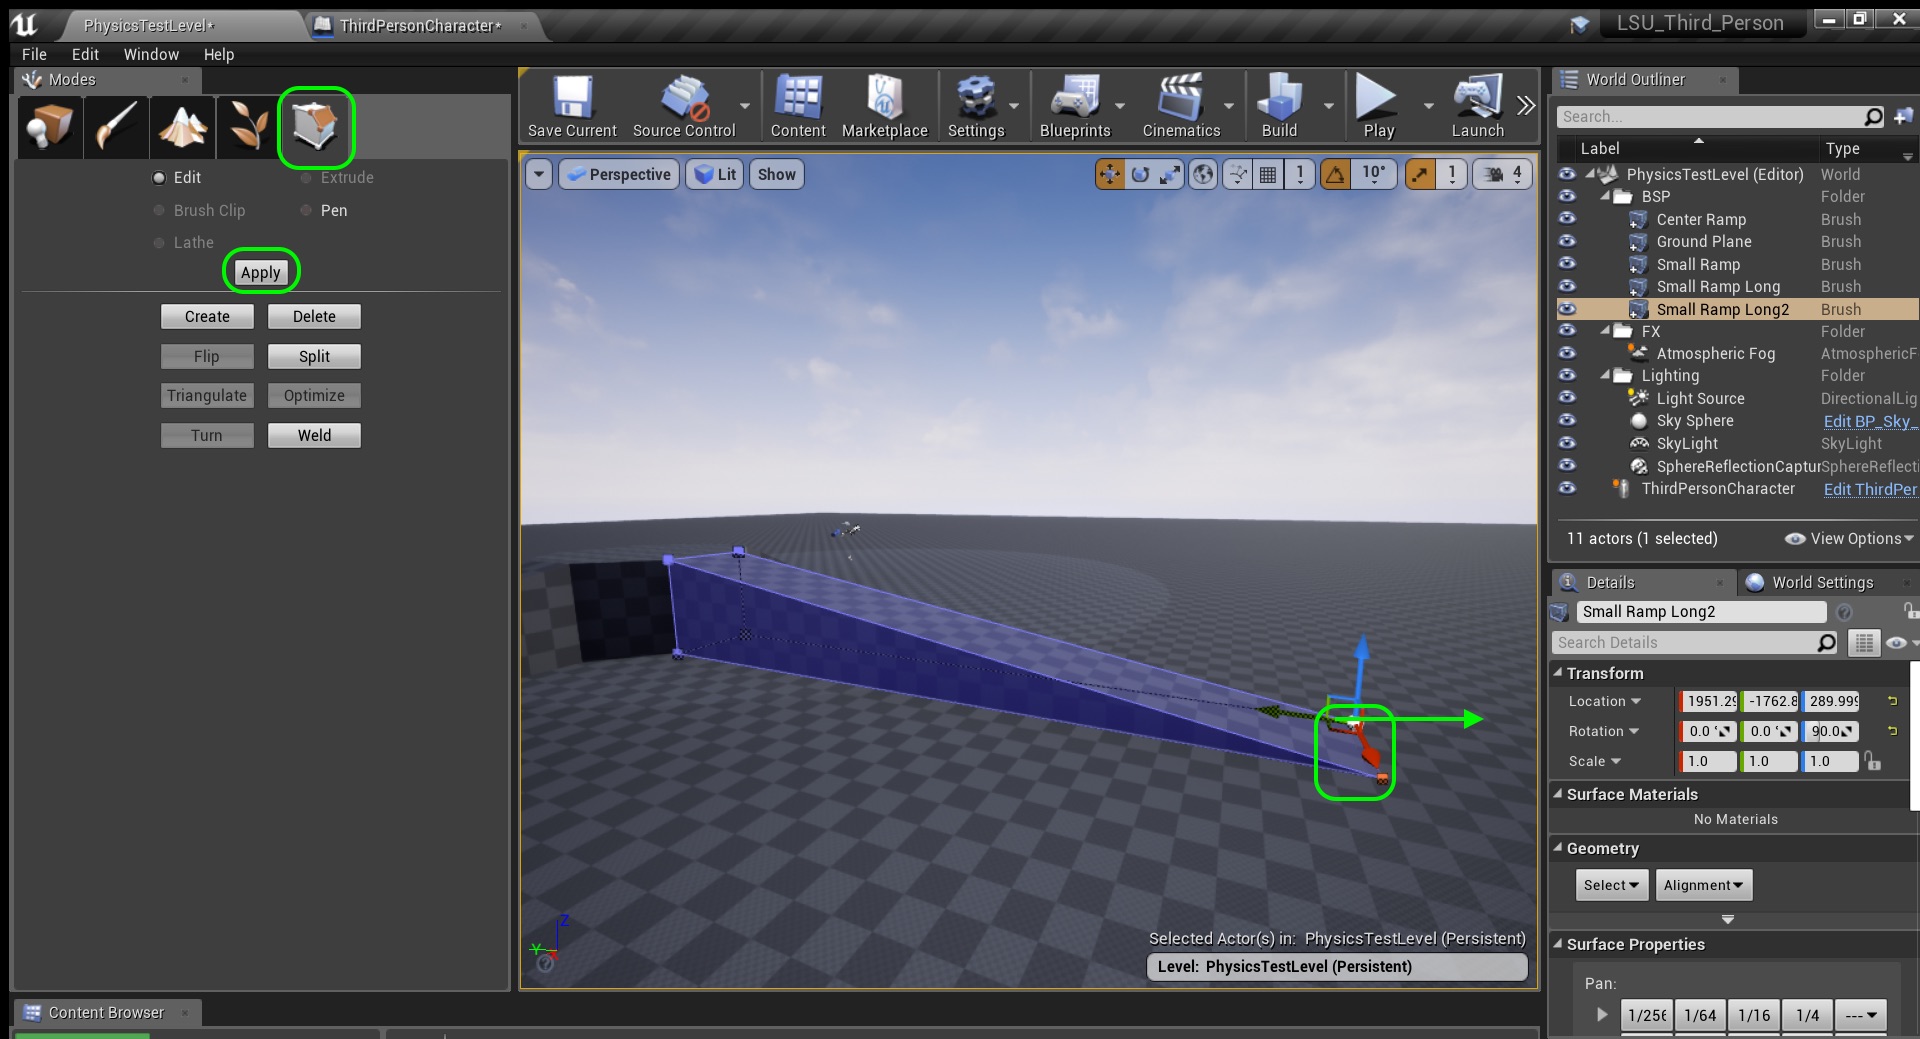 PhysicsTestLevel*
ThirdPersonCharacter*
LSU_Third_Person
File Edit Window Help
Modes
Edit
Extrude
Brush Clip
Pen
Lathe
Apply
Create
Delete
Flip
Split
Triangulate
Optimize
Turn
Weld
Save Current
Source Control
Content
Marketplace
Settings
Blueprints
Cinematics
Build
Play
Launch
Perspective
Lit
Show
1
10°
1
4
Z
Y
X
Selected Actor(s) in: PhysicsTestLevel (Persistent)
Level: PhysicsTestLevel (Persistent)
World Outliner
Search...
Label Type
PhysicsTestLevel (Editor) World
BSP Folder
Center Ramp Brush
Ground Plane Brush
Small Ramp Brush
Small Ramp Long Brush
Small Ramp Long2 Brush
FX Folder
Atmospheric Fog AtmosphericF
Lighting Folder
Light Source DirectionalLig
Sky Sphere Edit BP_Sky_
SkyLight SkyLight
SphereReflectionCaptur SphereReflecti
ThirdPersonCharacter Edit ThirdPer
11 actors (1 selected)
View Options
Details
World Settings
Small Ramp Long2
Search Details
Transform
Location 1951.29 -1762.8 289.999
Rotation 0.0 ° 0.0 ° 90.0
Scale 1.0 1.0 1.0
Surface Materials
No Materials
Geometry
Select
Alignment
Surface Properties
Pan:
1/256 1/64 1/16 1/4 ---
Content Browser